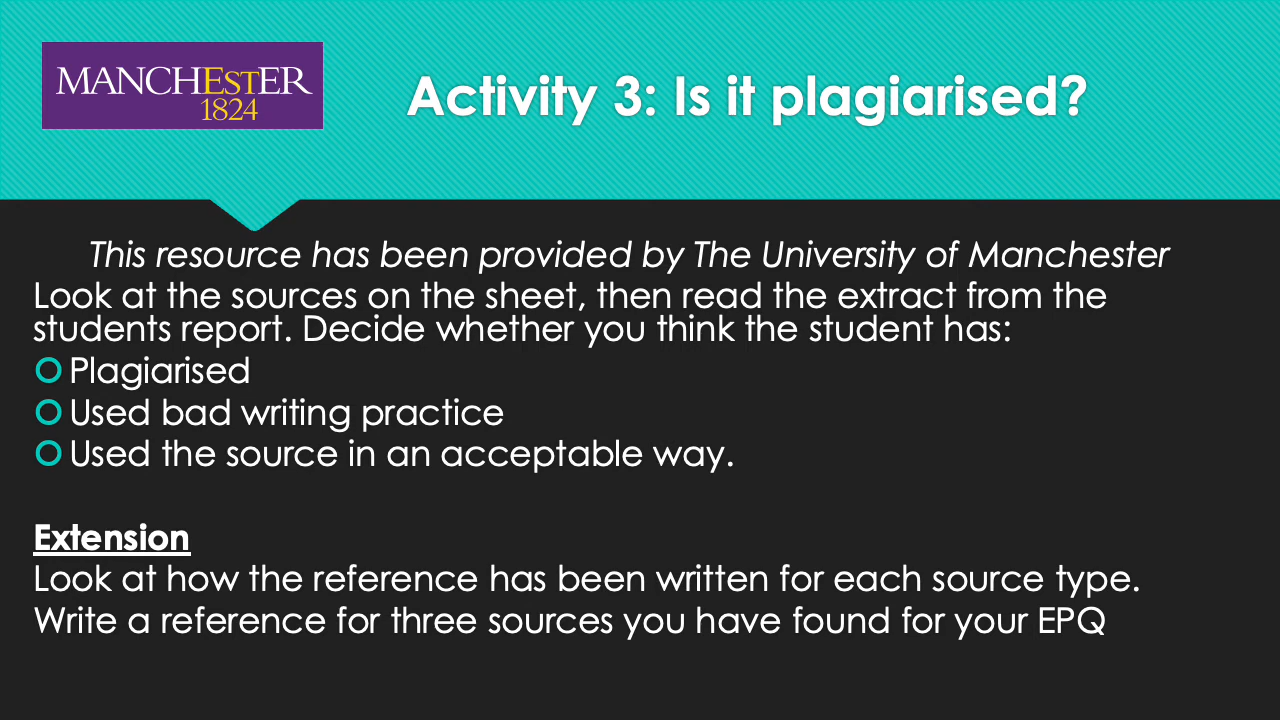 MANCHEstER
1824
Activity 3: Is it plagiarised?
This resource has been provided by The University of Manchester
Look at the sources on the sheet, then read the extract from the
students report. Decide whether you think the student has:
Plagiarised
Used bad writing practice
Used the source in an acceptable way.
Extension
Look at how the reference has been written for each source type.
Write a reference for three sources you have found for your EPQ